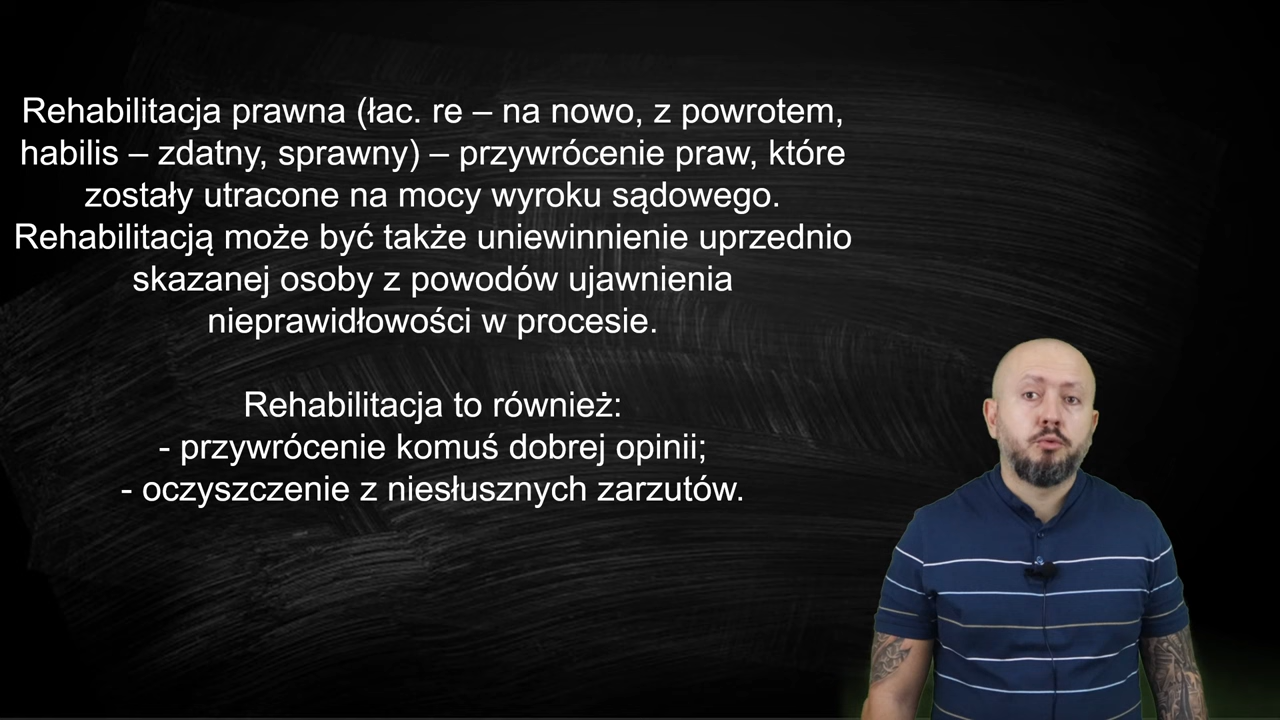 Rehabilitacja prawna (łac. re – na nowo, z powrotem,
habilis – zdatny, sprawny) – przywrócenie praw, które
zostały utracone na mocy wyroku sądowego.
Rehabilitacją może być także uniewinnienie uprzednio
skazanej osoby z powodów ujawnienia
nieprawidłowości w procesie.
Rehabilitacja to również:
- przywrócenie komuś dobrej opinii;
- oczyszczenie z niesłusznych zarzutów.